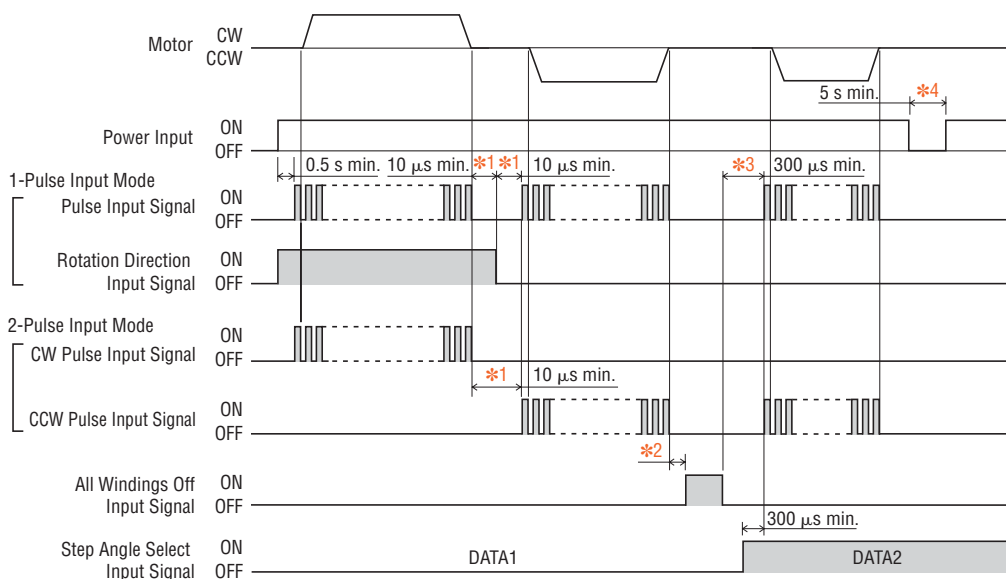 Motor
CW
CCW
5 s min.
✻4
Power Input
ON
OFF
0.5 s min.
10 μs min.
✻1
✻1
10 μs min.
✻3
300 μs min.
1-Pulse Input Mode
Pulse Input Signal
ON
OFF
Rotation Direction
Input Signal
ON
OFF
2-Pulse Input Mode
CW Pulse Input Signal
ON
OFF
✻1
10 μs min.
CCW Pulse Input Signal
ON
OFF
✻2
All Windings Off
Input Signal
ON
OFF
300 μs min.
Step Angle Select
Input Signal
ON
OFF
DATA1
DATA2